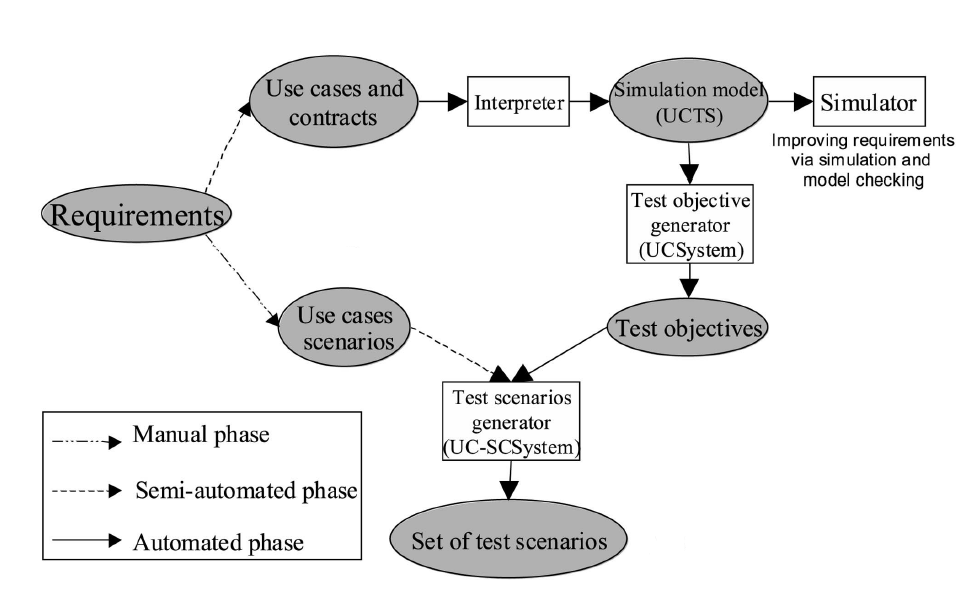 Use cases and
contracts
Interpreter
Simulation model
(UCTS)
Simulator
Improving requirements
via simulation and
model checking
Requirements
Test objective
generator
(UCSystem)
Use cases
scenarios
Test objectives
Test scenarios
generator
(UC-SCSystem)
Manual phase
Semi-automated phase
Automated phase
Set of test scenarios